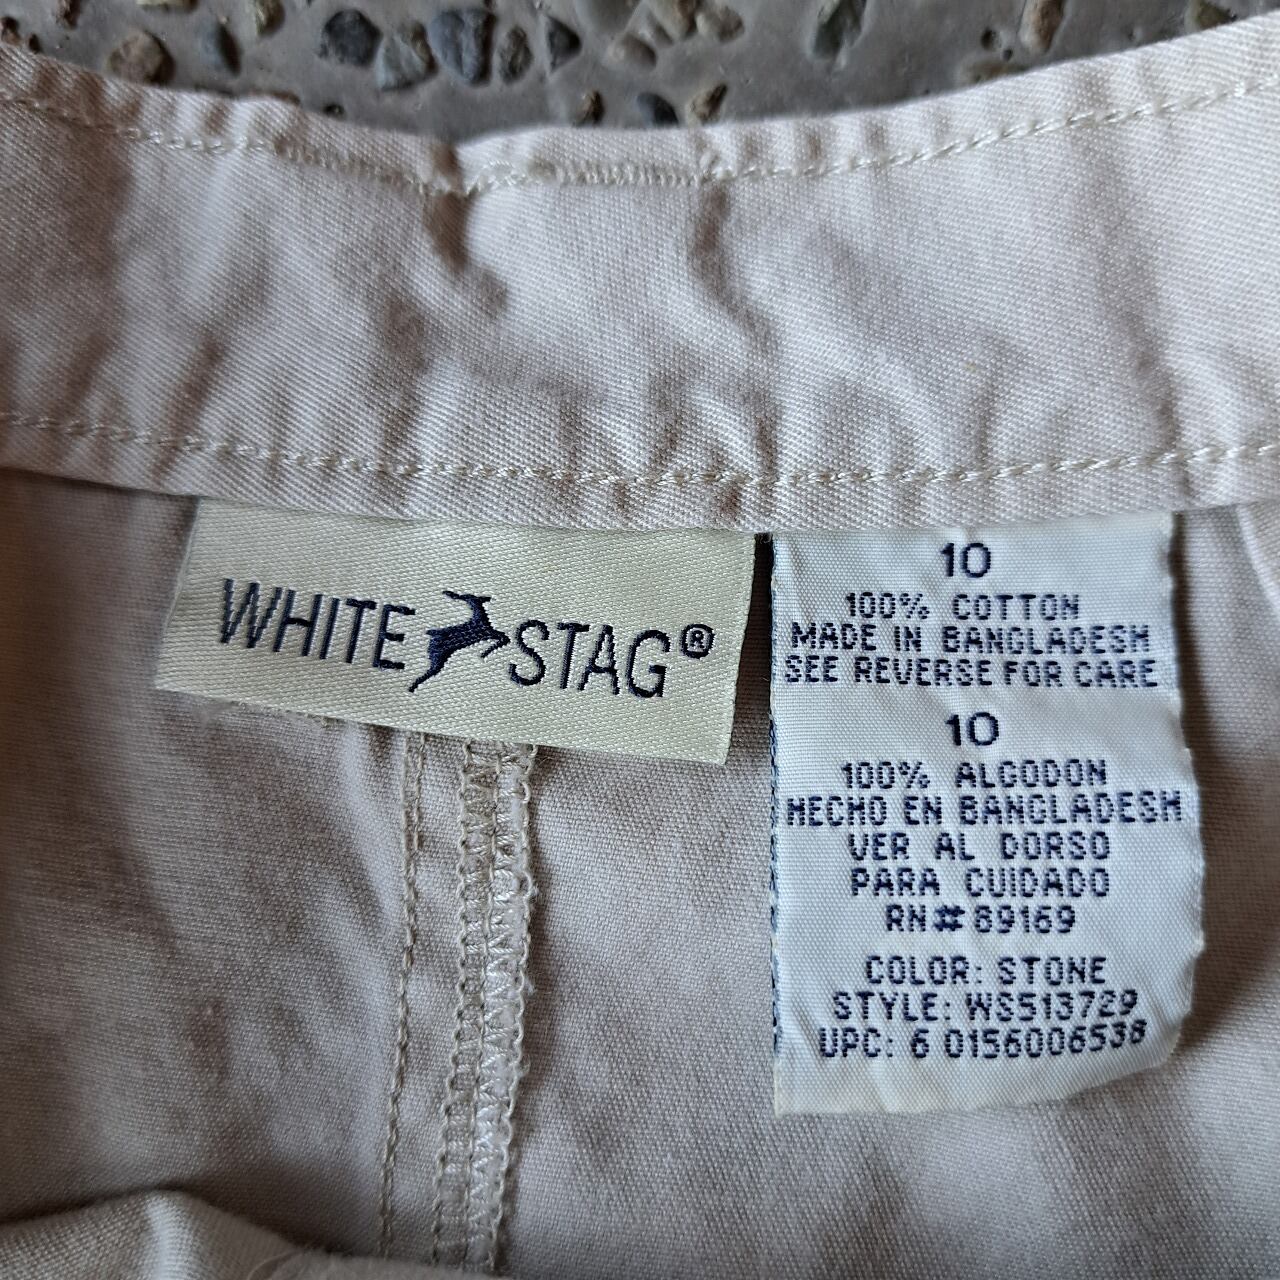 WHITE STAG®
10
100% COTTON
MADE IN BANGLADESH
SEE REVERSE FOR CARE
10
100% ALGODON
HECHO EN BANGLADESH
VER AL DORSO
PARA CUIDADO
RN# 69169
COLOR: STONE
STYLE: WS513729
UPC: 6 0156006538